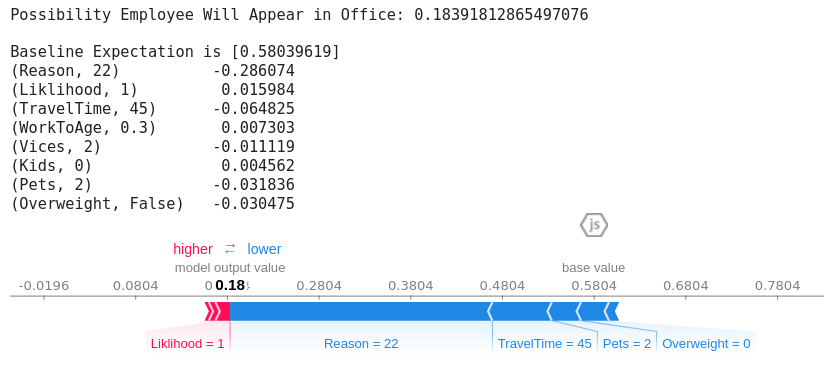 Possibility Employee Will Appear in Office: 0.18391812865497076
Baseline Expectation is [0.58039619]
(Reason, 22) -0.286074
(Liklihood, 1) 0.015984
(TravelTime, 45) -0.064825
(WorkToAge, 0.3) 0.007303
(Vices, 2) -0.011119
(Kids, 0) 0.004562
(Pets, 2) -0.031836
(Overweight, False) -0.030475
js
higher → ← lower
model output value base value
-0.0196 0.0804 0.18 0.2804 0.3804 0.4804 0.5804 0.6804 0.7804
Liklihood = 1 Reason = 22 TravelTime = 45 Pets = 2 Overweight = 0